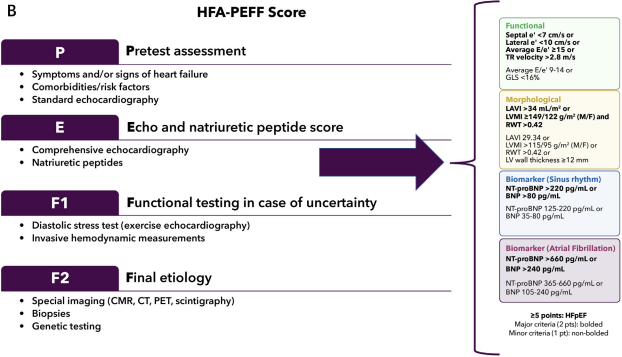 B
HFA-PEFF Score
P
Pretest assessment
• Symptoms and/or signs of heart failure
• Comorbidities/risk factors
• Standard echocardiography
E
Echo and natriuretic peptide score
• Comprehensive echocardiography
• Natriuretic peptides
F1
Functional testing in case of uncertainty
• Diastolic stress test (exercise echocardiography)
• Invasive hemodynamic measurements
F2
Final etiology
• Special imaging (CMR, CT, PET, scintigraphy)
• Biopsies
• Genetic testing
Functional
Septal e' <7 cm/s or
Lateral e' <10 cm/s or
Average E/e' ≥15 or
TR velocity >2.8 m/s
Average E/e' 9-14 or
GLS <16%
Morphological
LAVI >34 mL/m² or
LVMI ≥149/122 g/m² (M/F) and
RWT >0.42
LAVI 29.34 or
LVMI >115/95 g/m² (M/F) or
RWT >0.42 or
LV wall thickness ≥12 mm
Biomarker (Sinus rhythm)
NT-proBNP >220 pg/mL or
BNP >80 pg/mL
NT-proBNP 125-220 pg/mL or
BNP 35-80 pg/mL
Biomarker (Atrial Fibrillation)
NT-proBNP >660 pg/mL or
BNP >240 pg/mL
NT-proBNP 365-660 pg/mL or
BNP 105-240 pg/mL
≥5 points: HFpEF
Major criteria (2 pts): bolded
Minor criteria (1 pt): non-bolded